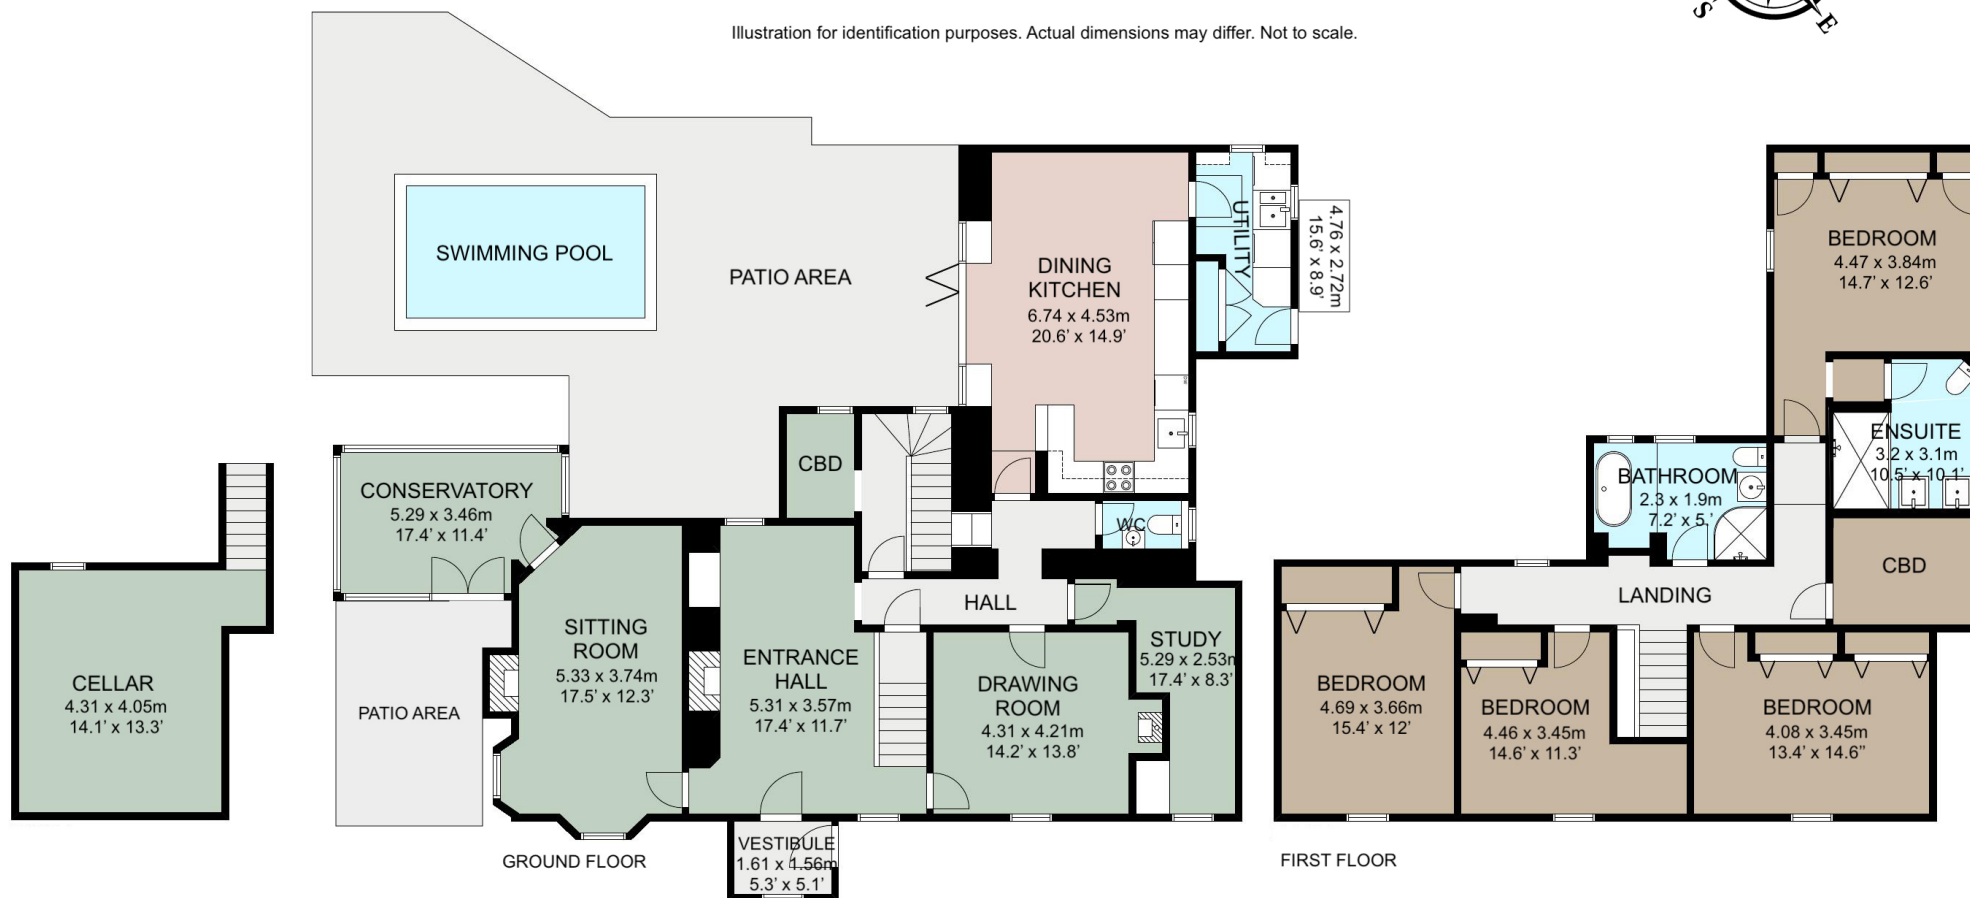 Illustration for identification purposes. Actual dimensions may differ. Not to scale.
S
E
SWIMMING POOL
PATIO AREA
DINING
KITCHEN
6.74 x 4.53m
20.6' x 14.9'
UTILITY
4.76 x 2.72m
15.6' x 8.9'
CBD
WC
CONSERVATORY
5.29 x 3.46m
17.4' x 11.4'
HALL
SITTING
ROOM
5.33 x 3.74m
17.5' x 12.3'
ENTRANCE
HALL
5.31 x 3.57m
17.4' x 11.7'
DRAWING
ROOM
4.31 x 4.21m
14.2' x 13.8'
STUDY
5.29 x 2.53m
17.4' x 8.3'
PATIO AREA
CELLAR
4.31 x 4.05m
14.1' x 13.3'
VESTIBULE
1.61 x 1.56m
5.3' x 5.1'
GROUND FLOOR
BEDROOM
4.47 x 3.84m
14.7' x 12.6'
ENSUITE
3.2 x 3.1m
10.5' x 10.1'
BATHROOM
2.3 x 1.9m
7.2' x 5.'
CBD
LANDING
BEDROOM
4.69 x 3.66m
15.4' x 12'
BEDROOM
4.46 x 3.45m
14.6' x 11.3'
BEDROOM
4.08 x 3.45m
13.4' x 14.6"
FIRST FLOOR